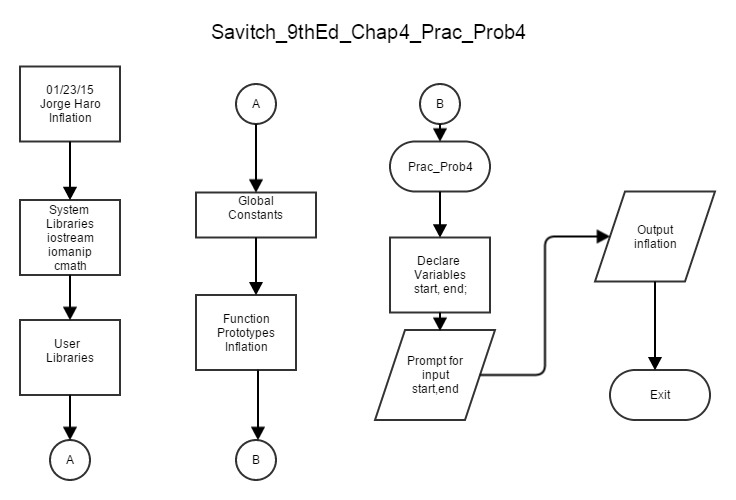 Savitch_9thEd_Chap4_Prac_Prob4
01/23/15
Jorge Haro
Inflation
System
Libraries
iostream
iomanip
cmath
User
Libraries
A
A
Global
Constants
Function
Prototypes
Inflation
B
B
Prac_Prob4
Declare
Variables
start, end;
Prompt for
input
start,end
Output
inflation
Exit